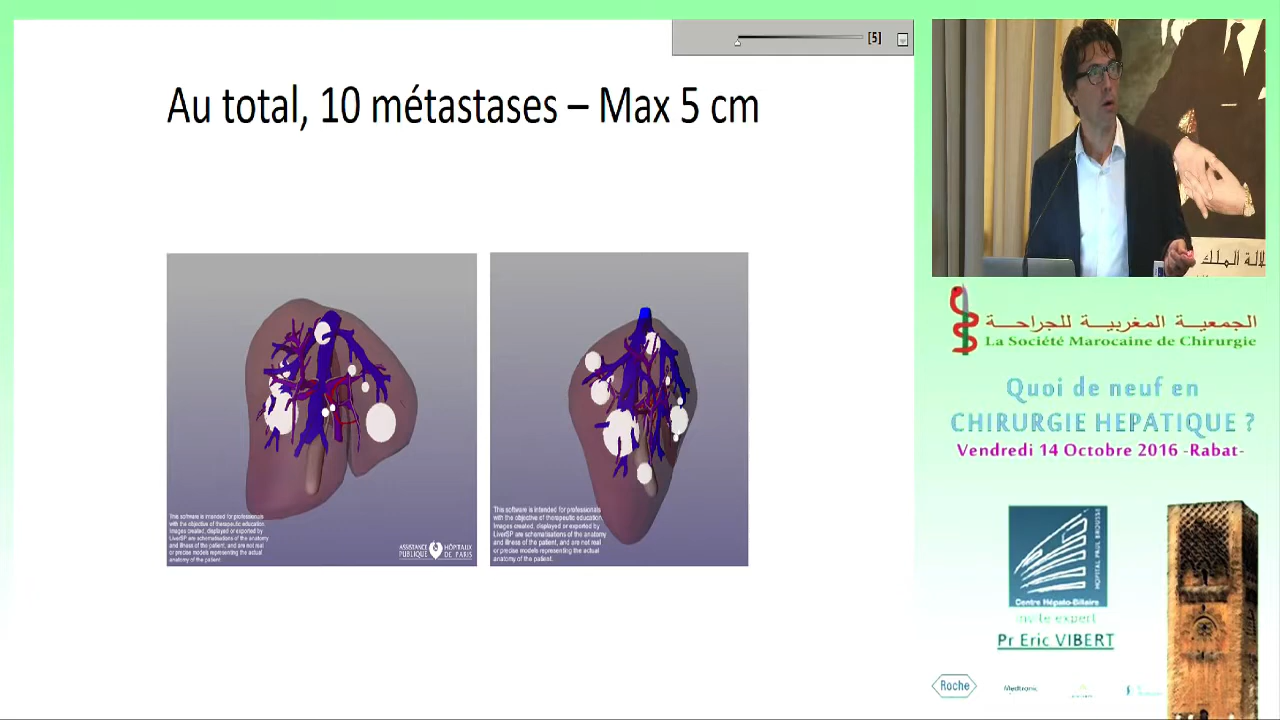 [5]
Au total, 10 métastases – Max 5 cm
This software is intended for professionals
with the objective of therapeutic education
Images created, displayed or exported by
LiverSP are schematisations of the anatomy
and illness of the patient, and are not real
or precise models representing the actual
anatomy of the patient
ASSISTANCE HÔPITAUX
PUBLIQUE DE PARIS
This software is intended for professionals
with the objective of therapeutic education.
Images created, displayed or exported by
LiverSP are schematisations of the anatomy
and illness of the patient, and are not real
or precise models representing the actual
anatomy of the patient.
لالة الملك
الجمعية المغربية للجراحة
La Société Marocaine de Chirurgie
Quoi de neuf en
CHIRURGIE HEPATIQUE ?
Vendredi 14 Octobre 2016 -Rabat-
HÔPITAL PAUL BROUSSE
Centre Hépato-Biliaire
invité expert
Pr Eric VIBERT
Roche
Medtronic